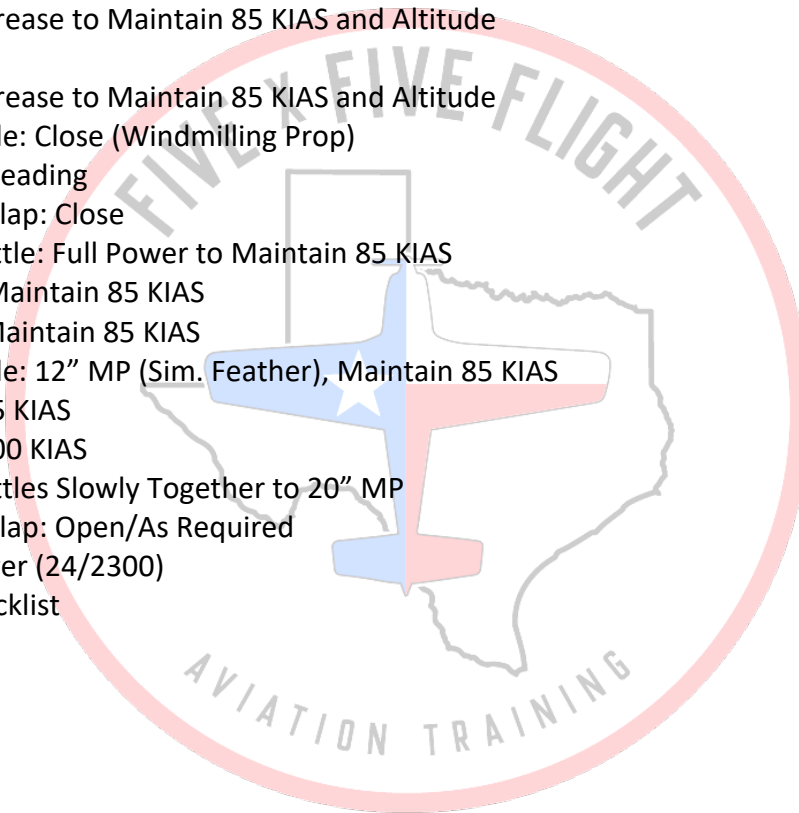 rease to Maintain 85 KIAS and Altitude
rease to Maintain 85 KIAS and Altitude
le: Close (Windmilling Prop)
eading
lap: Close
ttle: Full Power to Maintain 85 KIAS
Maintain 85 KIAS
Maintain 85 KIAS
le: 12” MP (Sim. Feather), Maintain 85 KIAS
5 KIAS
00 KIAS
ttles Slowly Together to 20” MP
lap: Open/As Required
er (24/2300)
cklist
FIVE X FIVE FLIGHT
AVIATION TRAINING